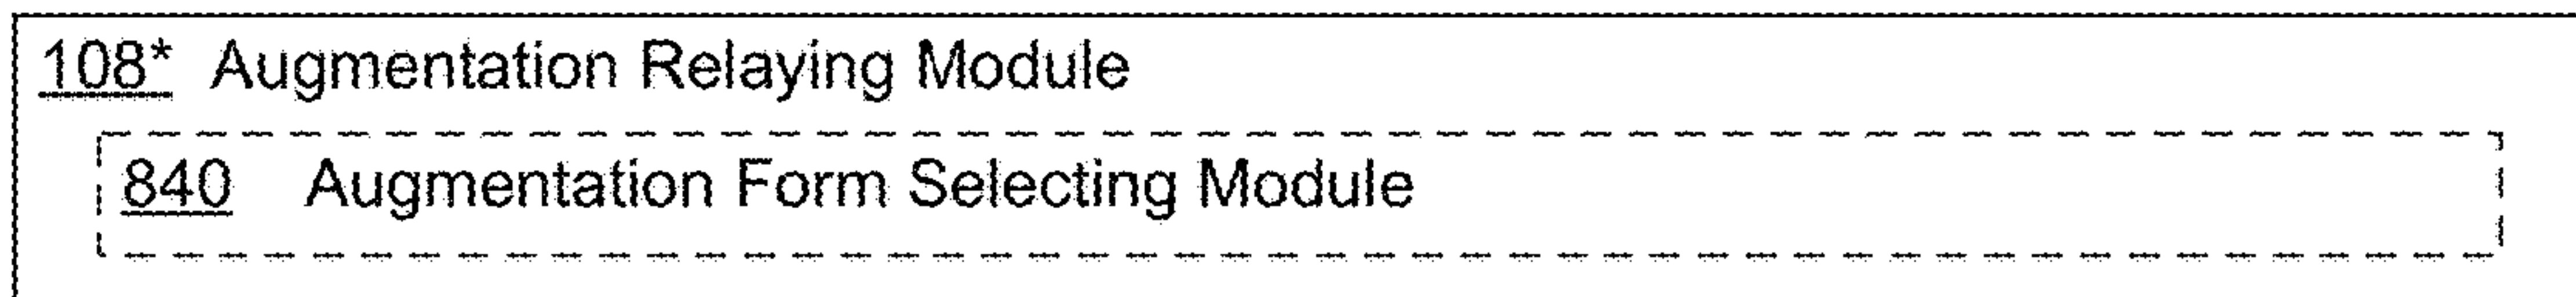 108* Augmentation Relaying Module
840 Augmentation Form Selecting Module